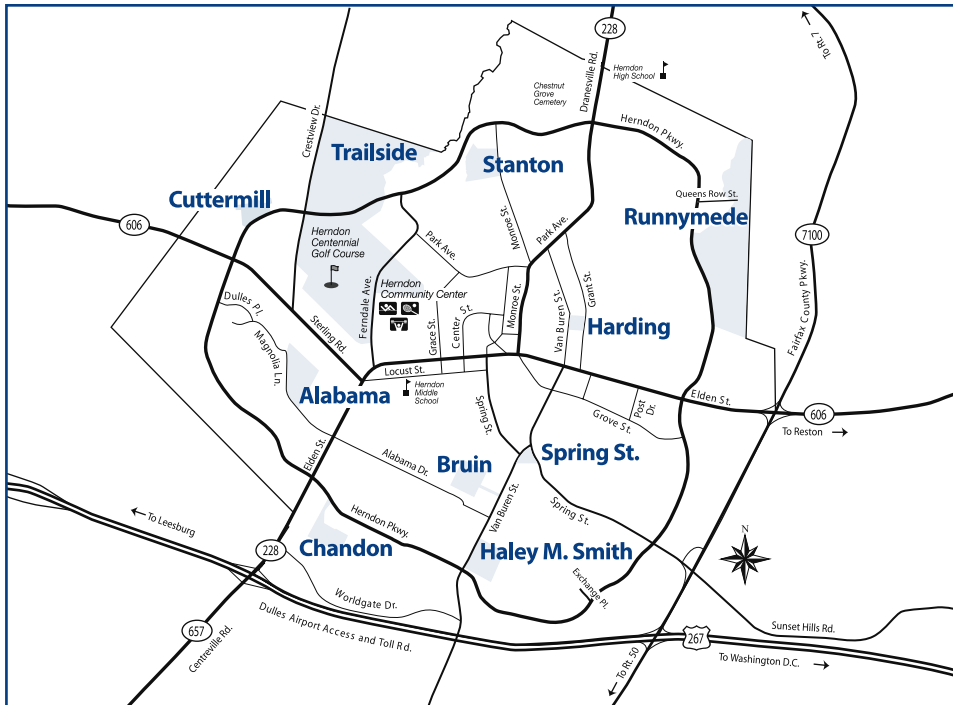 To Rt. 7
228
Dranesville Rd.
Herndon
High School
Chestnut
Grove
Cemetery
Crestview Dr.
Herndon Pkwy.
Trailside
Stanton
Cuttermill
Queens Row St.
Runnymede
606
7100
Herndon
Centennial
Golf Course
Park Ave.
Monroe St.
Park Ave.
Fairfax County Pkwy.
Herndon
Community Center
Dulles Pl.
Ferndale Ave.
Grace St.
Center St.
Monroe St.
Van Buren St.
Grant St.
Harding
Sterling Rd.
Magnolia Ln.
Locust St.
Alabama
Herndon
Middle
School
Elden St.
606
To Reston
Spring St.
Grove St.
Post Dr.
Elden St.
Alabama Dr.
Bruin
Spring St.
Van Buren St.
Spring St.
Herndon Pkwy.
To Leesburg
Chandon
Haley M. Smith
228
N
Exchange Pl.
Worldgate Dr.
Dulles Airport Access and Toll Rd.
657
Centreville Rd.
267
Sunset Hills Rd.
To Washington D.C.
To Rt. 50